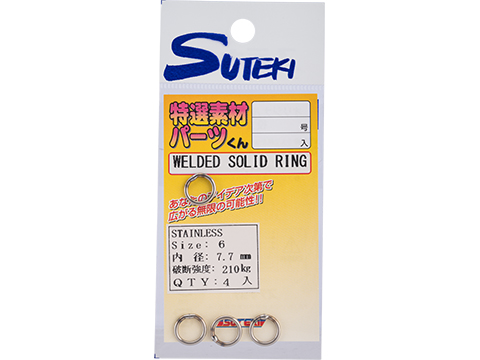 SUTEKI
特選素材
パーツくん
号
入
WELDED SOLID RING
あなたのアイデア次第で
広がる無限の可能性!!
STAINLESS
Size: 6
内径: 7.7 mm
破断強度: 210kg
QTY: 4 入
SUTEKI